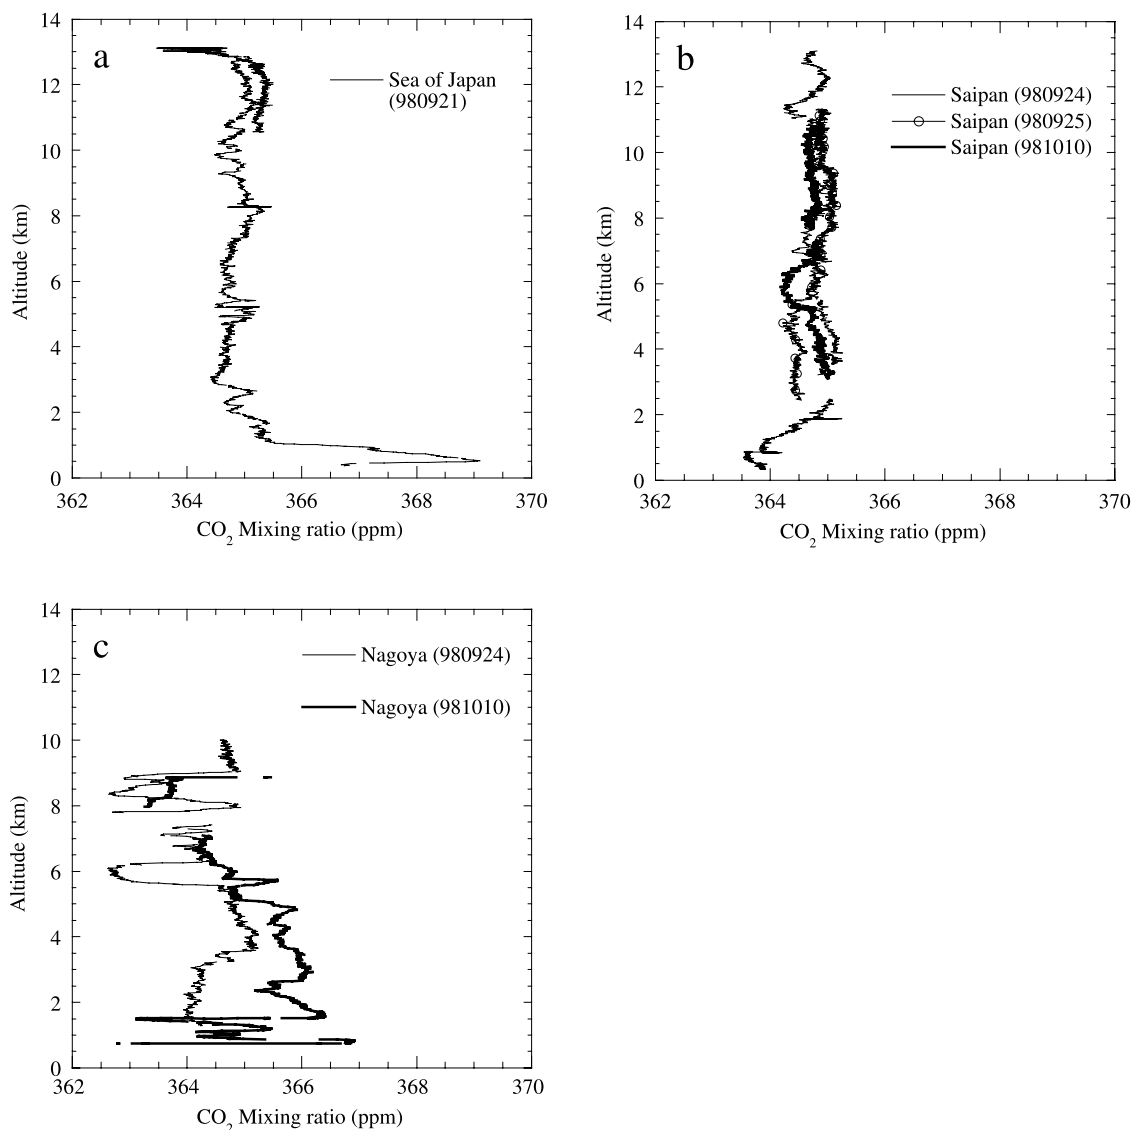 a
14
12
10
8
6
4
2
0
Altitude (km)
Sea of Japan
(980921)
362
364
366
368
370
CO2 Mixing ratio (ppm)
b
14
12
10
8
6
4
2
0
Altitude (km)
Saipan (980924)
Saipan (980925)
Saipan (981010)
362
364
366
368
370
CO2 Mixing ratio (ppm)
c
14
12
10
8
6
4
2
0
Altitude (km)
Nagoya (980924)
Nagoya (981010)
362
364
366
368
370
CO2 Mixing ratio (ppm)